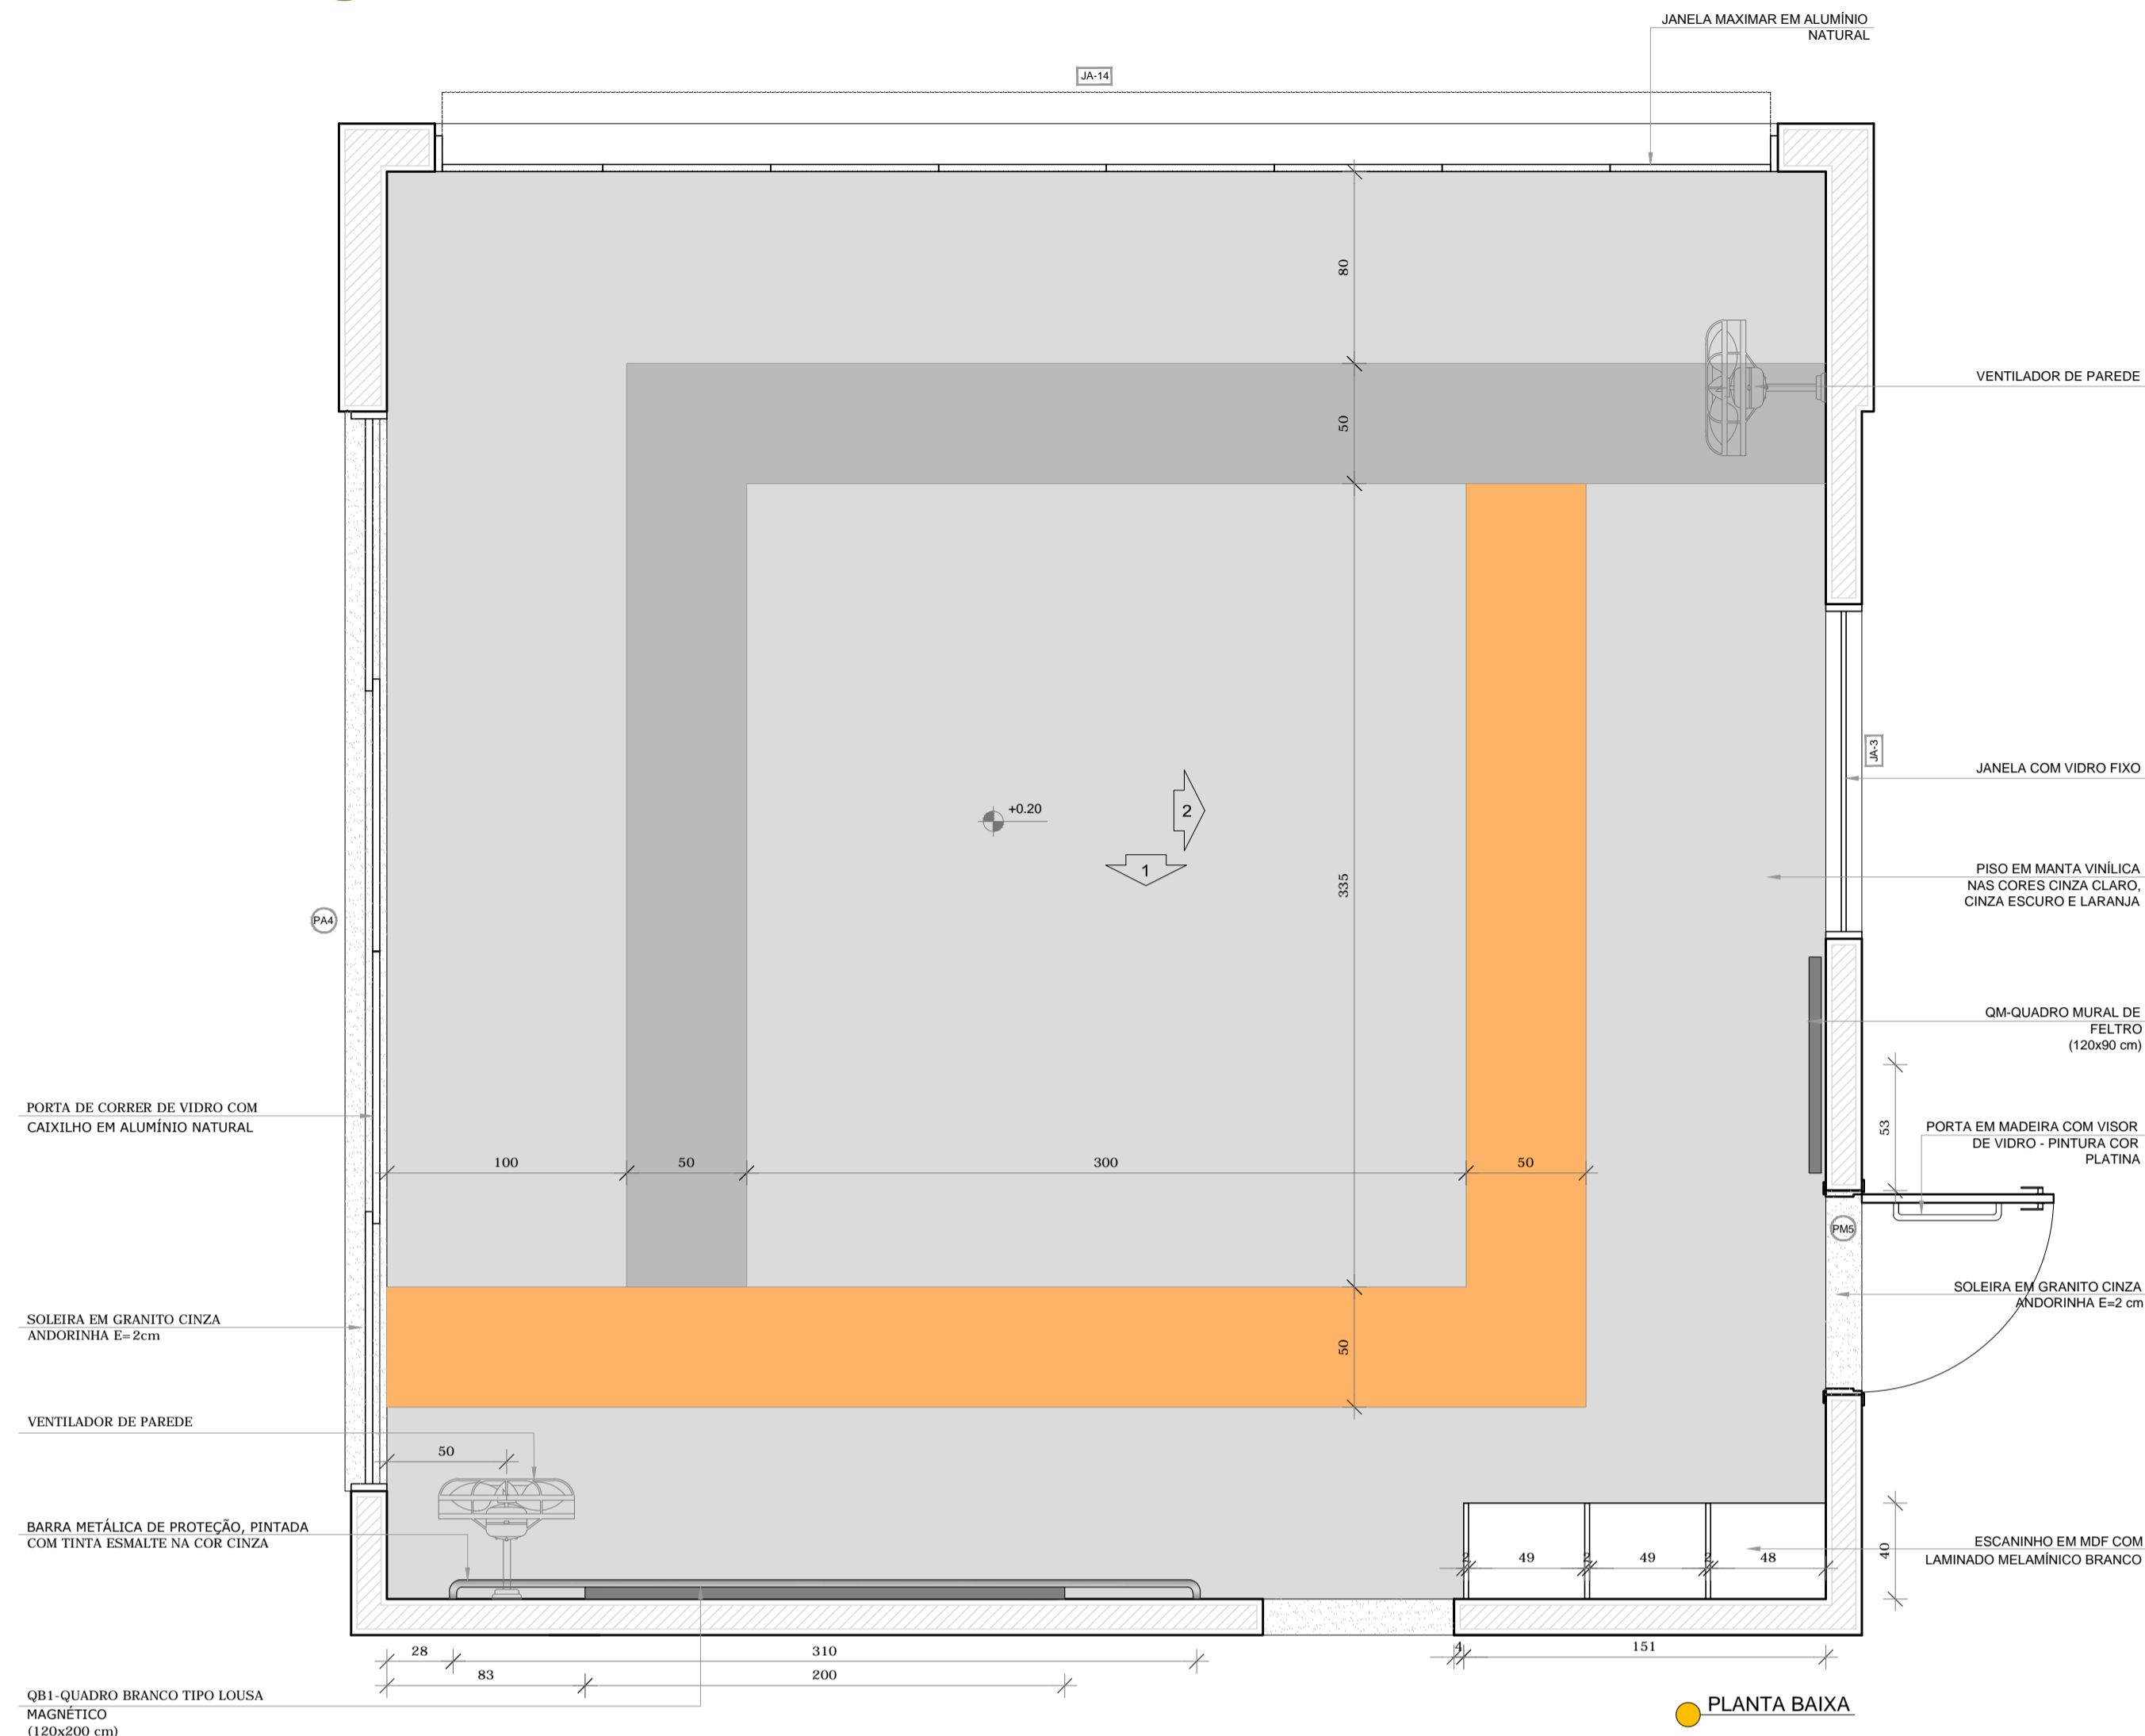 JANELA MAXIMAR EM ALUMÍNIO
NATURAL
JA-14
80
VENTILADOR DE PAREDE
50
JA-3
JANELA COM VIDRO FIXO
+0.20
2
1
335
PISO EM MANTA VINÍLICA
NAS CORES CINZA CLARO,
CINZA ESCURO E LARANJA
PA4
QM-QUADRO MURAL DE
FELTRO
(120x90 cm)
PORTA DE CORRER DE VIDRO COM
CAIXILHO EM ALUMÍNIO NATURAL
53
PORTA EM MADEIRA COM VISOR
DE VIDRO - PINTURA COR
PLATINA
100
50
300
50
PM5
SOLEIRA EM GRANITO CINZA
ANDORINHA E=2 cm
SOLEIRA EM GRANITO CINZA
ANDORINHA E=2cm
50
VENTILADOR DE PAREDE
50
BARRA METÁLICA DE PROTEÇÃO, PINTADA
COM TINTA ESMALTE NA COR CINZA
2
49
2
49
2
48
40
ESCANINHO EM MDF COM
LAMINADO MELAMÍNICO BRANCO
28
310
4
151
83
200
QB1-QUADRO BRANCO TIPO LOUSA
MAGNÉTICO
(120x200 cm)
PLANTA BAIXA